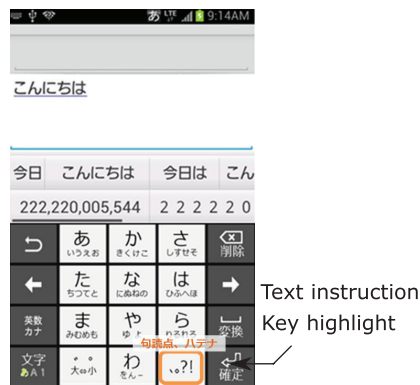 あ LTE 9:14AM
こんにちは
今日 こんにちは 今日は こん
222,220,005,544 2 2 2 2 2 0
あ か さ 削除
いうえお きくけこ しすせそ
た な は
ちつてと にぬねの ひふへほ
Text instruction
英数 カナ ま や ら 変換
みむめも ゆ よ りるれろ
Key highlight
句読点、ハテナ
文字 あA1 大⇔小 わ 、。?! 確定
をんー